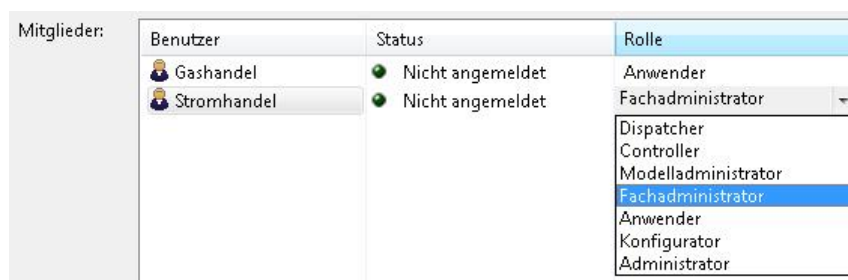 Mitglieder:
Benutzer Status Rolle
Gashandel Nicht angemeldet Anwender
Stromhandel Nicht angemeldet Fachadministrator
Dispatcher
Controller
Modelladministrator
Fachadministrator
Anwender
Konfigurator
Administrator